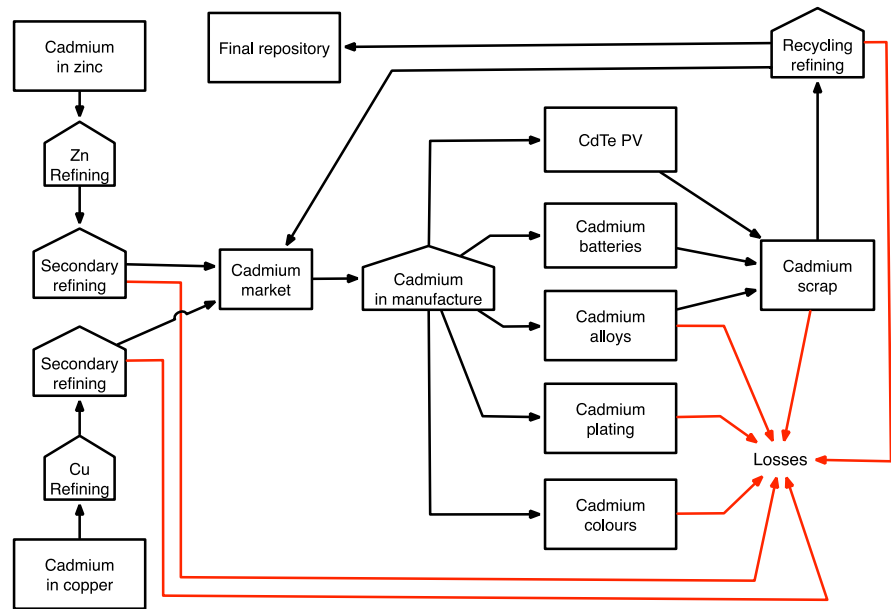 Cadmium
in zinc
Final repository
Recycling
refining
Zn
Refining
CdTe PV
Secondary
refining
Cadmium
market
Cadmium
in manufacture
Cadmium
batteries
Cadmium
scrap
Cadmium
alloys
Secondary
refining
Cadmium
plating
Losses
Cu
Refining
Cadmium
colours
Cadmium
in copper